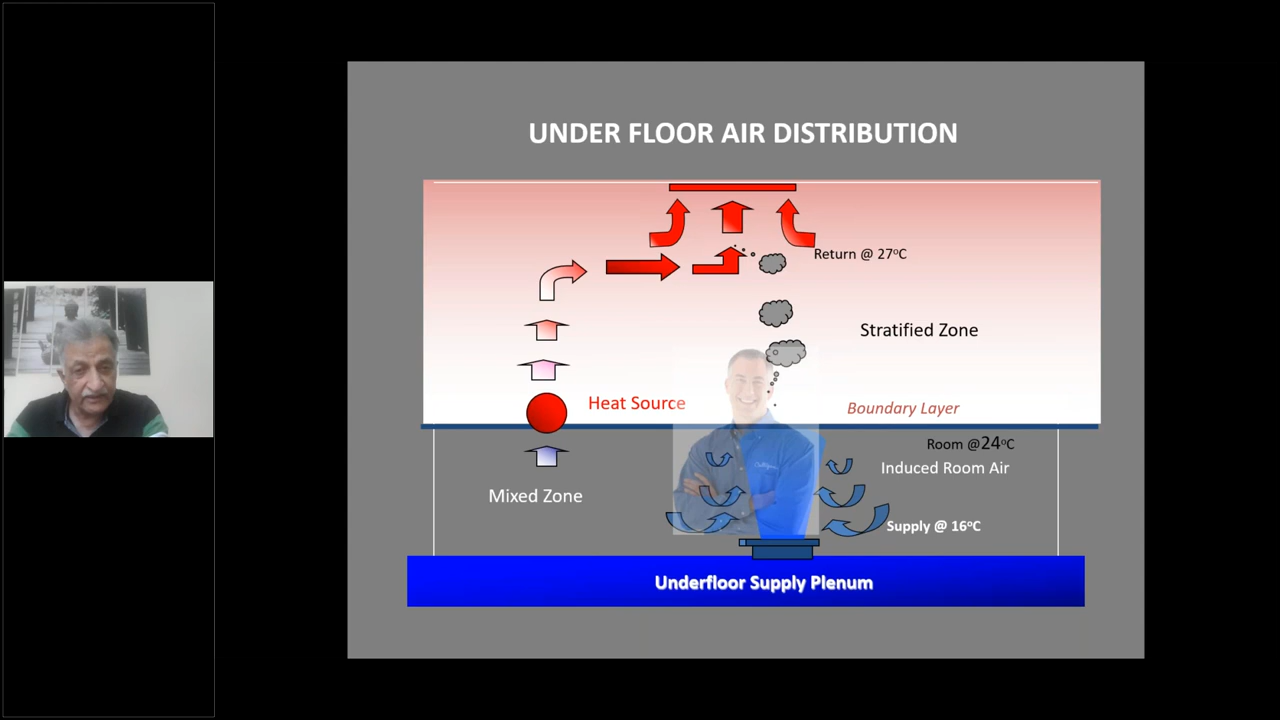 UNDER FLOOR AIR DISTRIBUTION
Return @ 27ºC
Stratified Zone
Heat Source
Boundary Layer
Room @24ºC
Induced Room Air
Mixed Zone
Supply @ 16ºC
Underfloor Supply Plenum